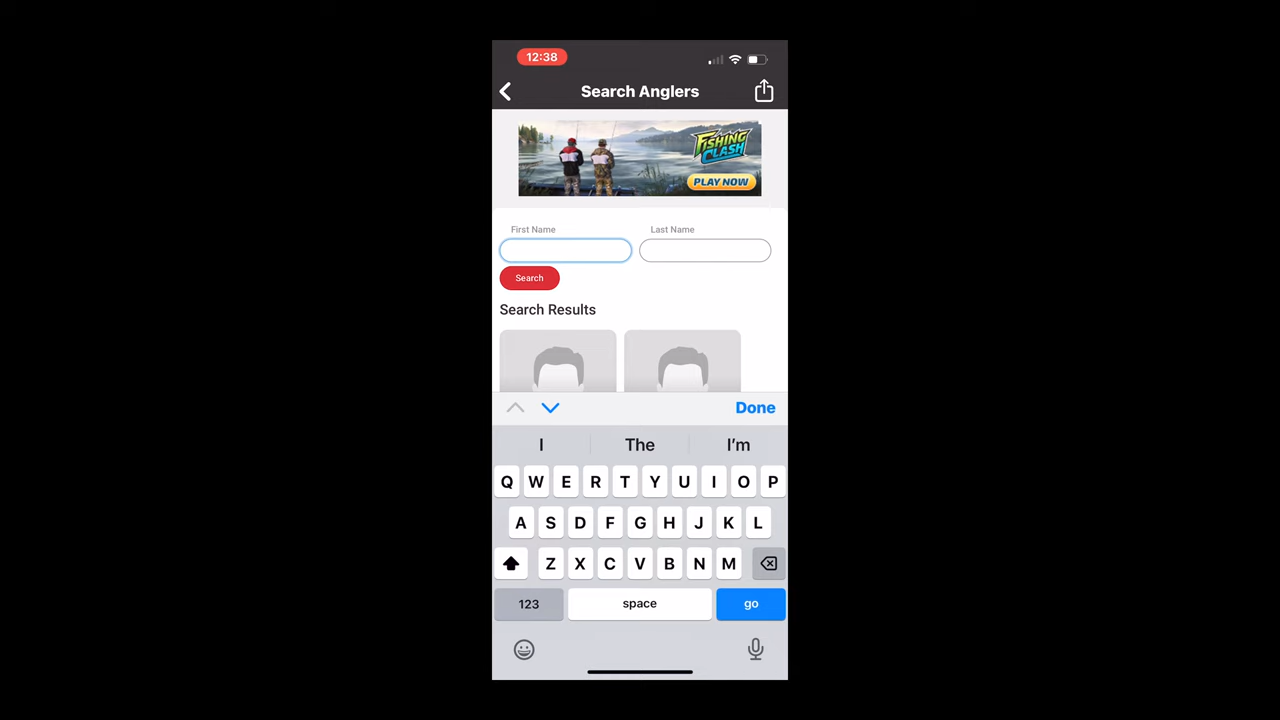 12:38
Search Anglers
FISHING
CLASH
PLAY NOW
First Name Last Name
Search
Search Results
Done
I The I'm
Q W E R T Y U I O P
A S D F G H J K L
Z X C V B N M
123 space go